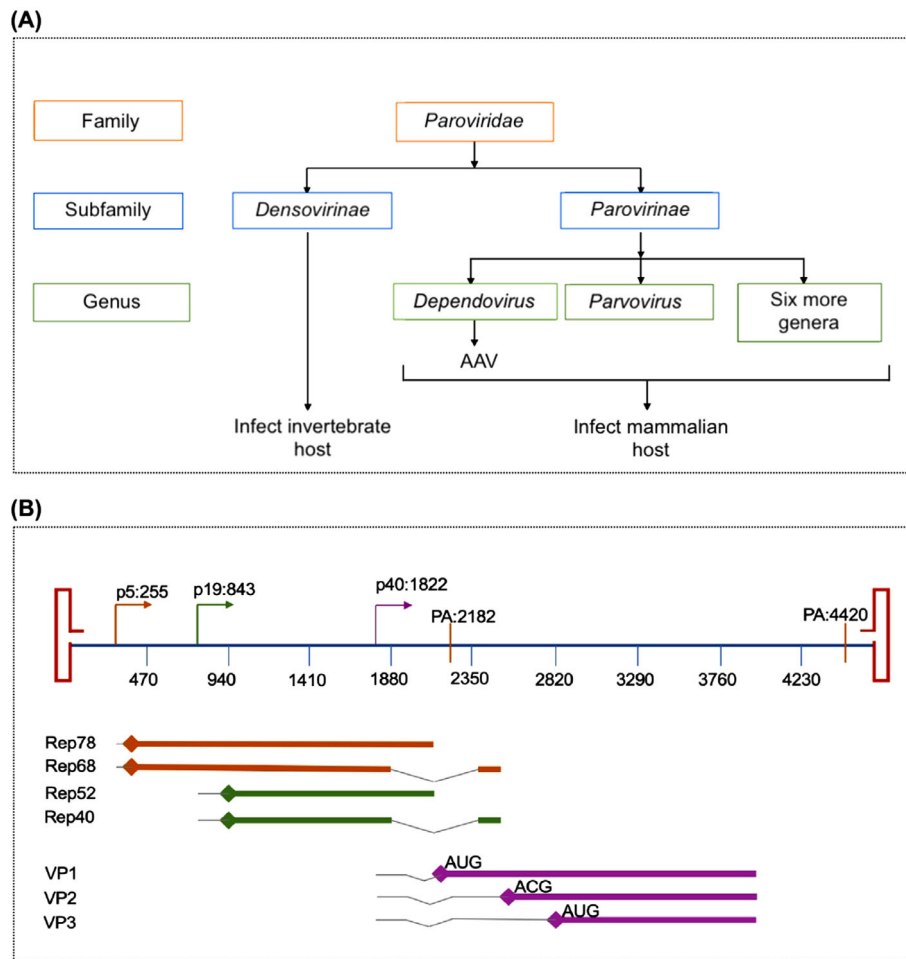 (A)
Family
Paroviridae
Subfamily
Densovirinae
Parovirinae
Genus
Dependovirus
Parvovirus
Six more
genera
AAV
Infect invertebrate
host
Infect mammalian
host
(B)
p5:255
p19:843
p40:1822
PA:2182
PA:4420
470
940
1410
1880
2350
2820
3290
3760
4230
Rep78
Rep68
Rep52
Rep40
VP1
AUG
VP2
ACG
VP3
AUG